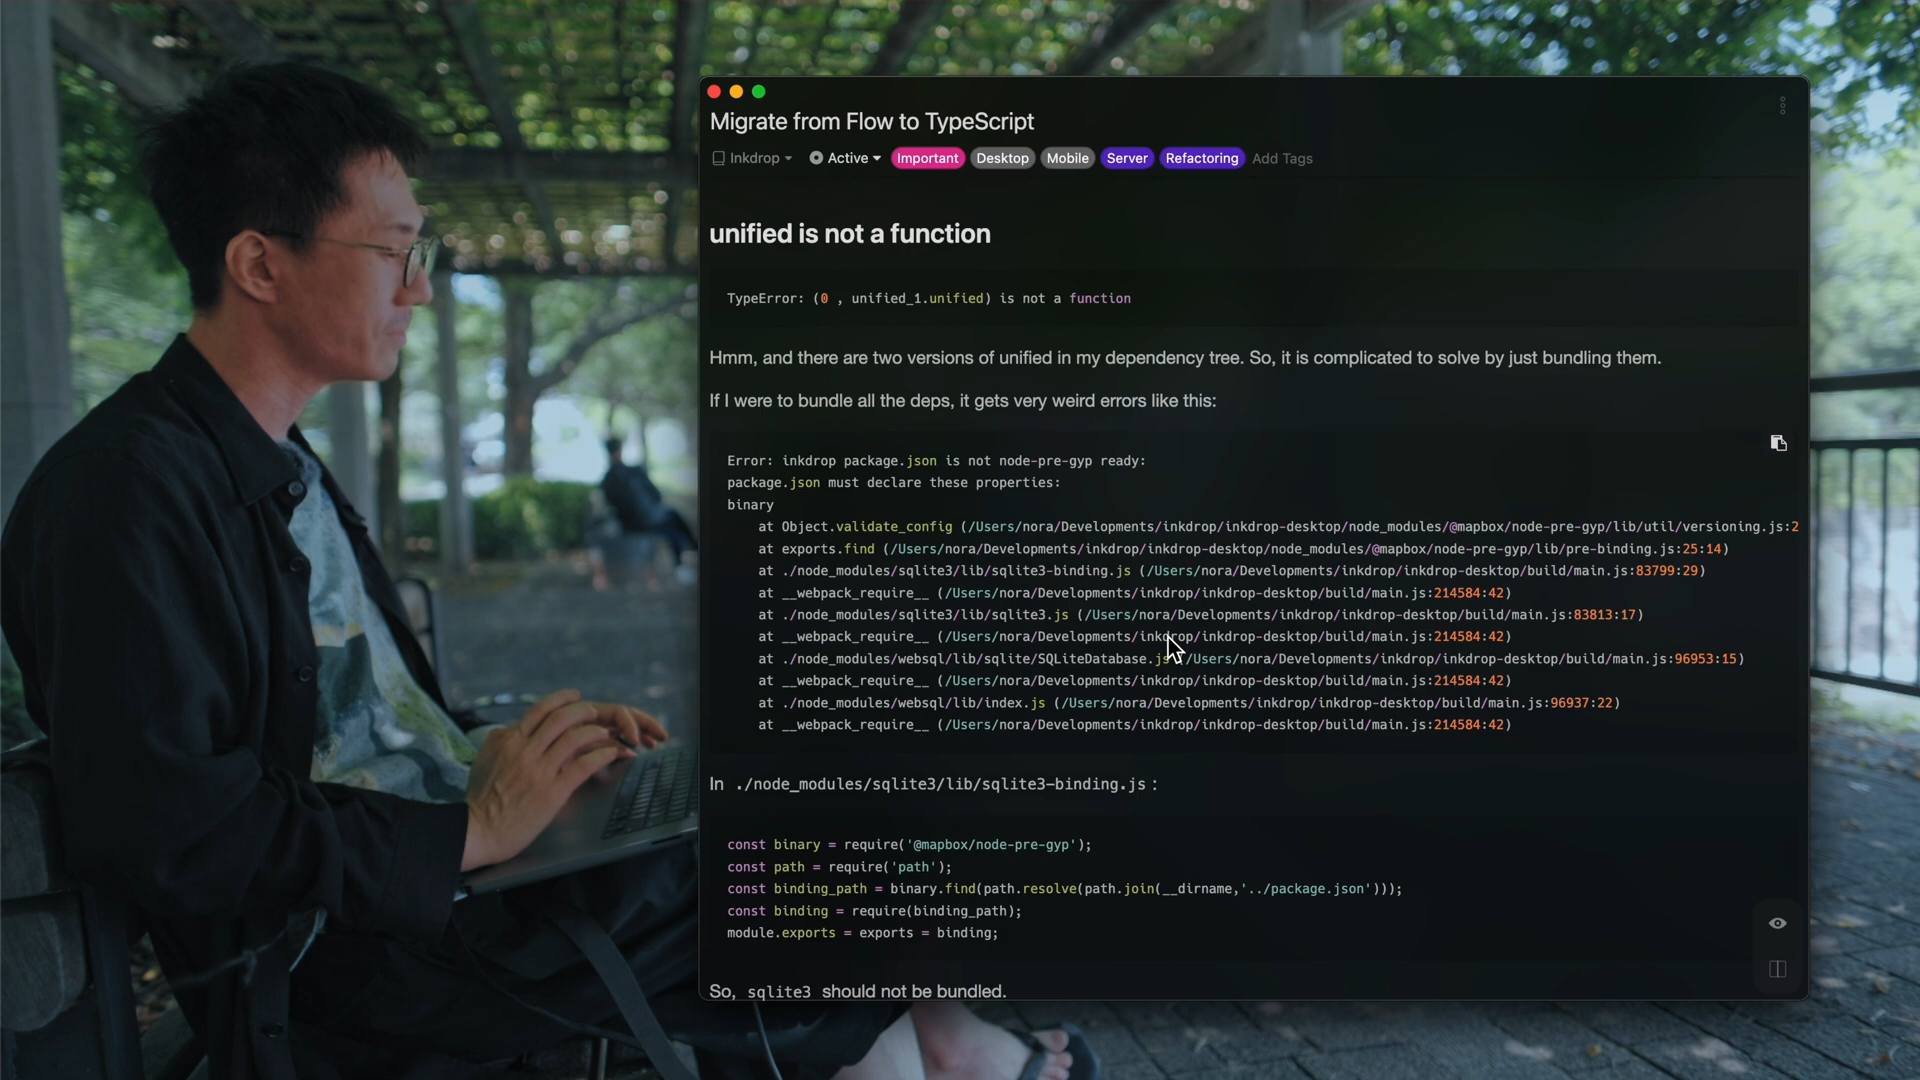 Migrate from Flow to TypeScript
Inkdrop Active Important Desktop Mobile Server Refactoring Add Tags
unified is not a function
TypeError: (0 , unified_1.unified) is not a function
Hmm, and there are two versions of unified in my dependency tree. So, it is complicated to solve by just bundling them.
If I were to bundle all the deps, it gets very weird errors like this:
Error: inkdrop package.json is not node-pre-gyp ready:
package.json must declare these properties:
binary
at Object.validate_config (/Users/nora/Developments/inkdrop/inkdrop-desktop/node_modules/@mapbox/node-pre-gyp/lib/util/versioning.js:2
at exports.find (/Users/nora/Developments/inkdrop/inkdrop-desktop/node_modules/@mapbox/node-pre-gyp/lib/pre-binding.js:25:14)
at ./node_modules/sqlite3/lib/sqlite3-binding.js (/Users/nora/Developments/inkdrop/inkdrop-desktop/build/main.js:83799:29)
at __webpack_require__ (/Users/nora/Developments/inkdrop/inkdrop-desktop/build/main.js:214584:42)
at ./node_modules/sqlite3/lib/sqlite3.js (/Users/nora/Developments/inkdrop/inkdrop-desktop/build/main.js:83813:17)
at __webpack_require__ (/Users/nora/Developments/inkdrop/inkdrop-desktop/build/main.js:214584:42)
at ./node_modules/websql/lib/sqlite/SQLiteDatabase.js (/Users/nora/Developments/inkdrop/inkdrop-desktop/build/main.js:96953:15)
at __webpack_require__ (/Users/nora/Developments/inkdrop/inkdrop-desktop/build/main.js:214584:42)
at ./node_modules/websql/lib/index.js (/Users/nora/Developments/inkdrop/inkdrop-desktop/build/main.js:96937:22)
at __webpack_require__ (/Users/nora/Developments/inkdrop/inkdrop-desktop/build/main.js:214584:42)
In ./node_modules/sqlite3/lib/sqlite3-binding.js :
const binary = require('@mapbox/node-pre-gyp');
const path = require('path');
const binding_path = binary.find(path.resolve(path.join(__dirname,'../package.json')));
const binding = require(binding_path);
module.exports = exports = binding;
So, sqlite3 should not be bundled.